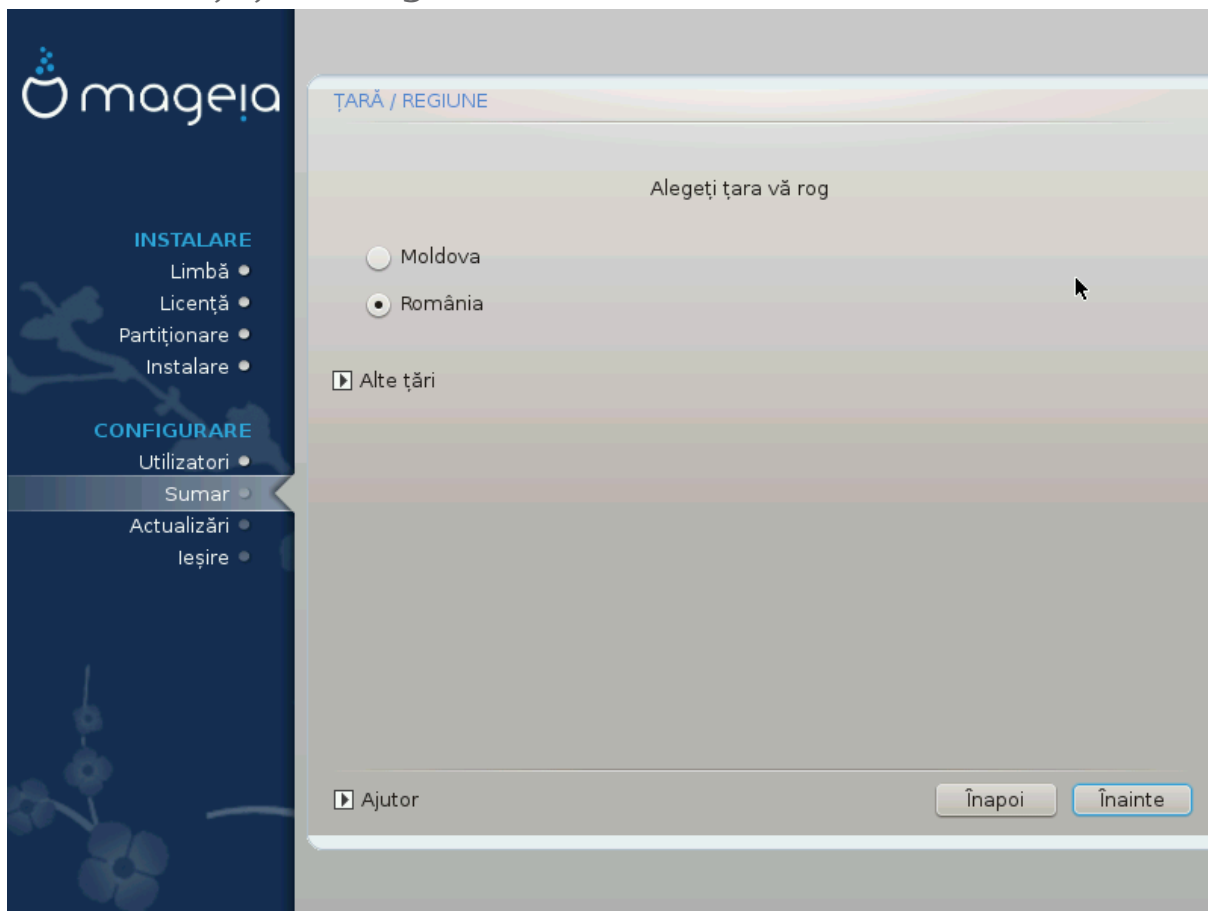 mageia
ȚARĂ / REGIUNE
Alegeți țara vă rog
INSTALARE
Limbă
Licență
Partiționare
Instalare
CONFIGURARE
Utilizatori
Sumar
Actualizări
Ieșire
Moldova
România
Alte țări
Ajutor
Înapoi
Înainte